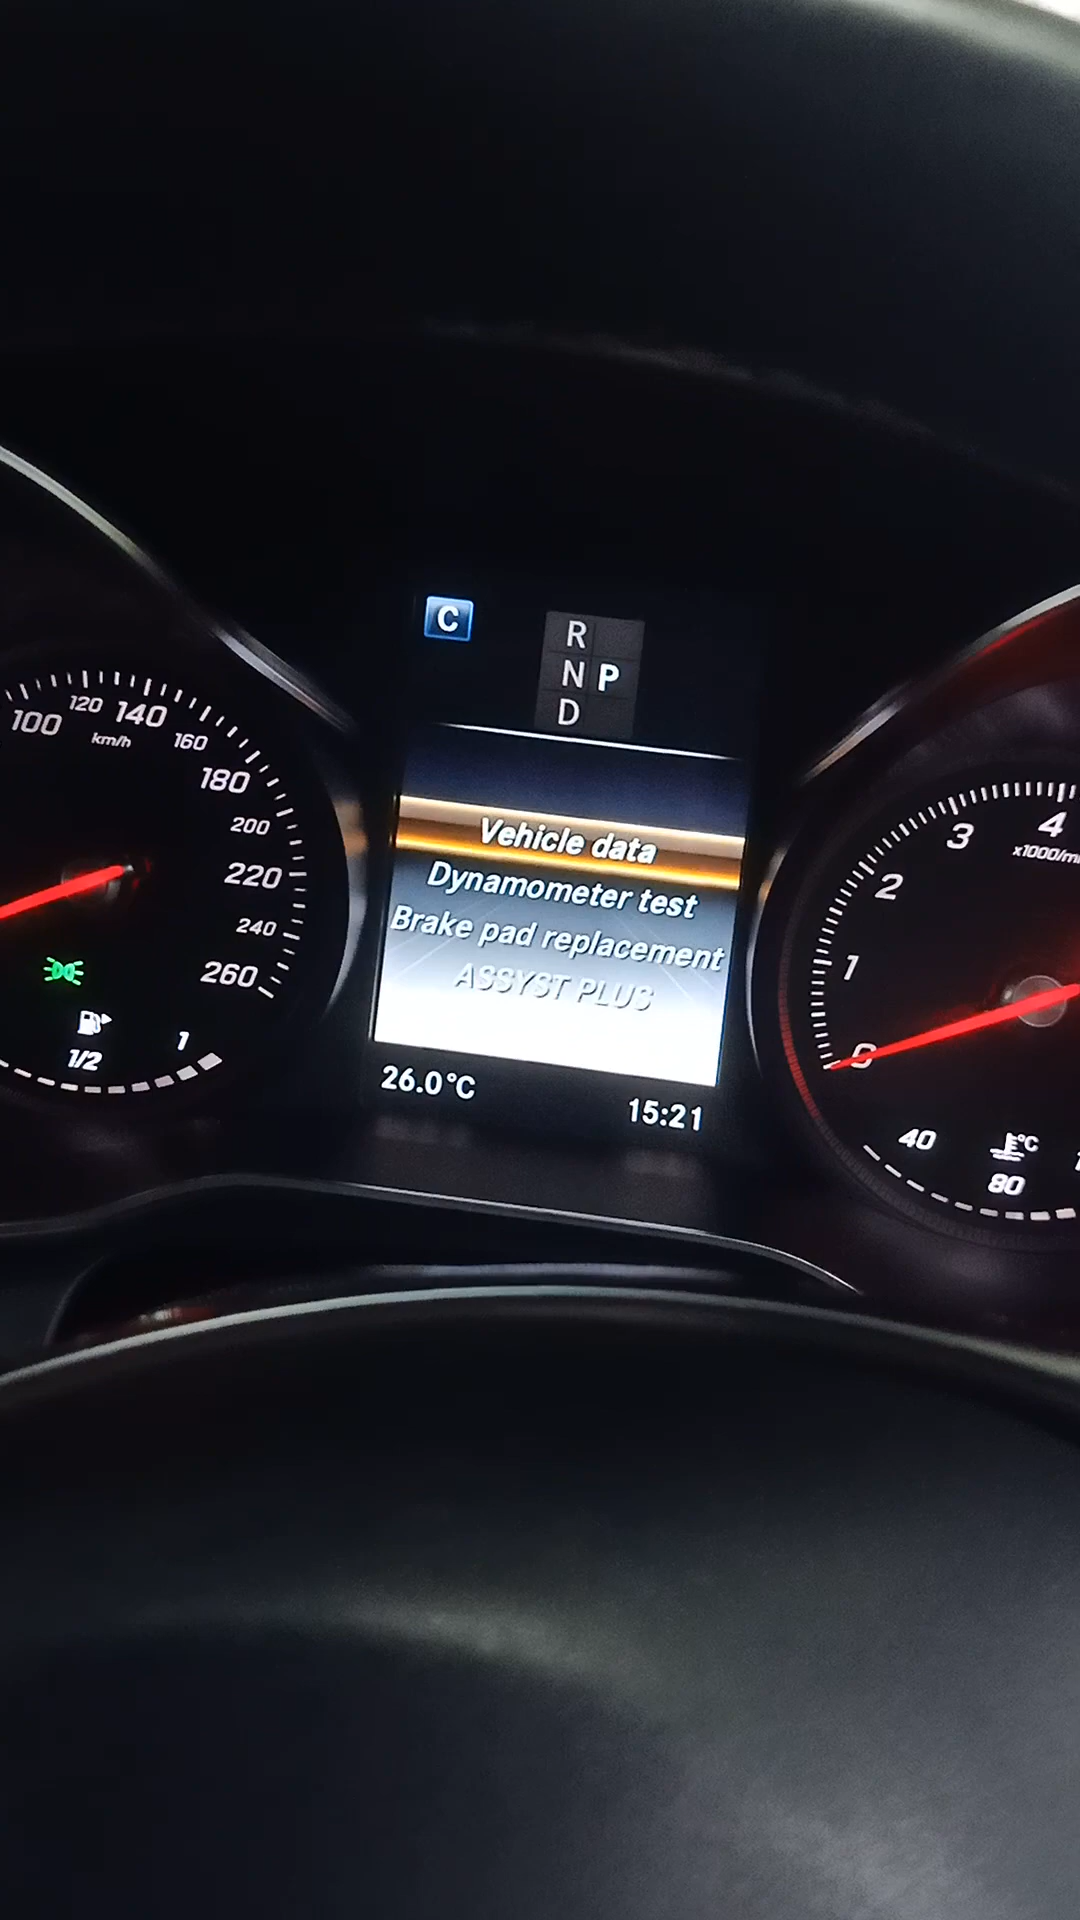 C
R
N P
D
100
120
140
km/h
160
180
200
220
240
260
1/2
1
Vehicle data
Dynamometer test
Brake pad replacement
ASSYST PLUS
26.0°C
15:21
0
1
2
3
4
40
°C
80